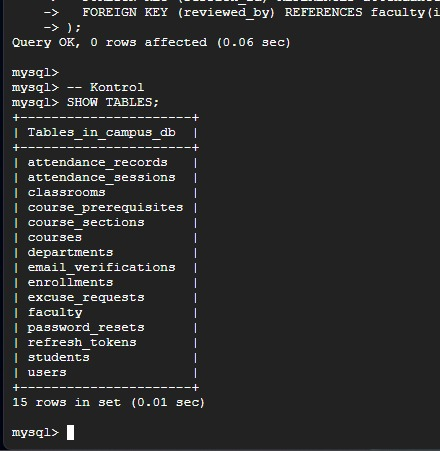 -> FOREIGN KEY (reviewed_by) REFERENCES faculty(i
-> );
Query OK, 0 rows affected (0.06 sec)
mysql>
mysql> -- Kontrol
mysql> SHOW TABLES;
+----------------------+
| Tables_in_campus_db  |
+----------------------+
| attendance_records   |
| attendance_sessions  |
| classrooms           |
| course_prerequisites |
| course_sections      |
| courses              |
| departments          |
| email_verifications  |
| enrollments          |
| excuse_requests      |
| faculty              |
| password_resets      |
| refresh_tokens       |
| students             |
| users                |
+----------------------+
15 rows in set (0.01 sec)
mysql>